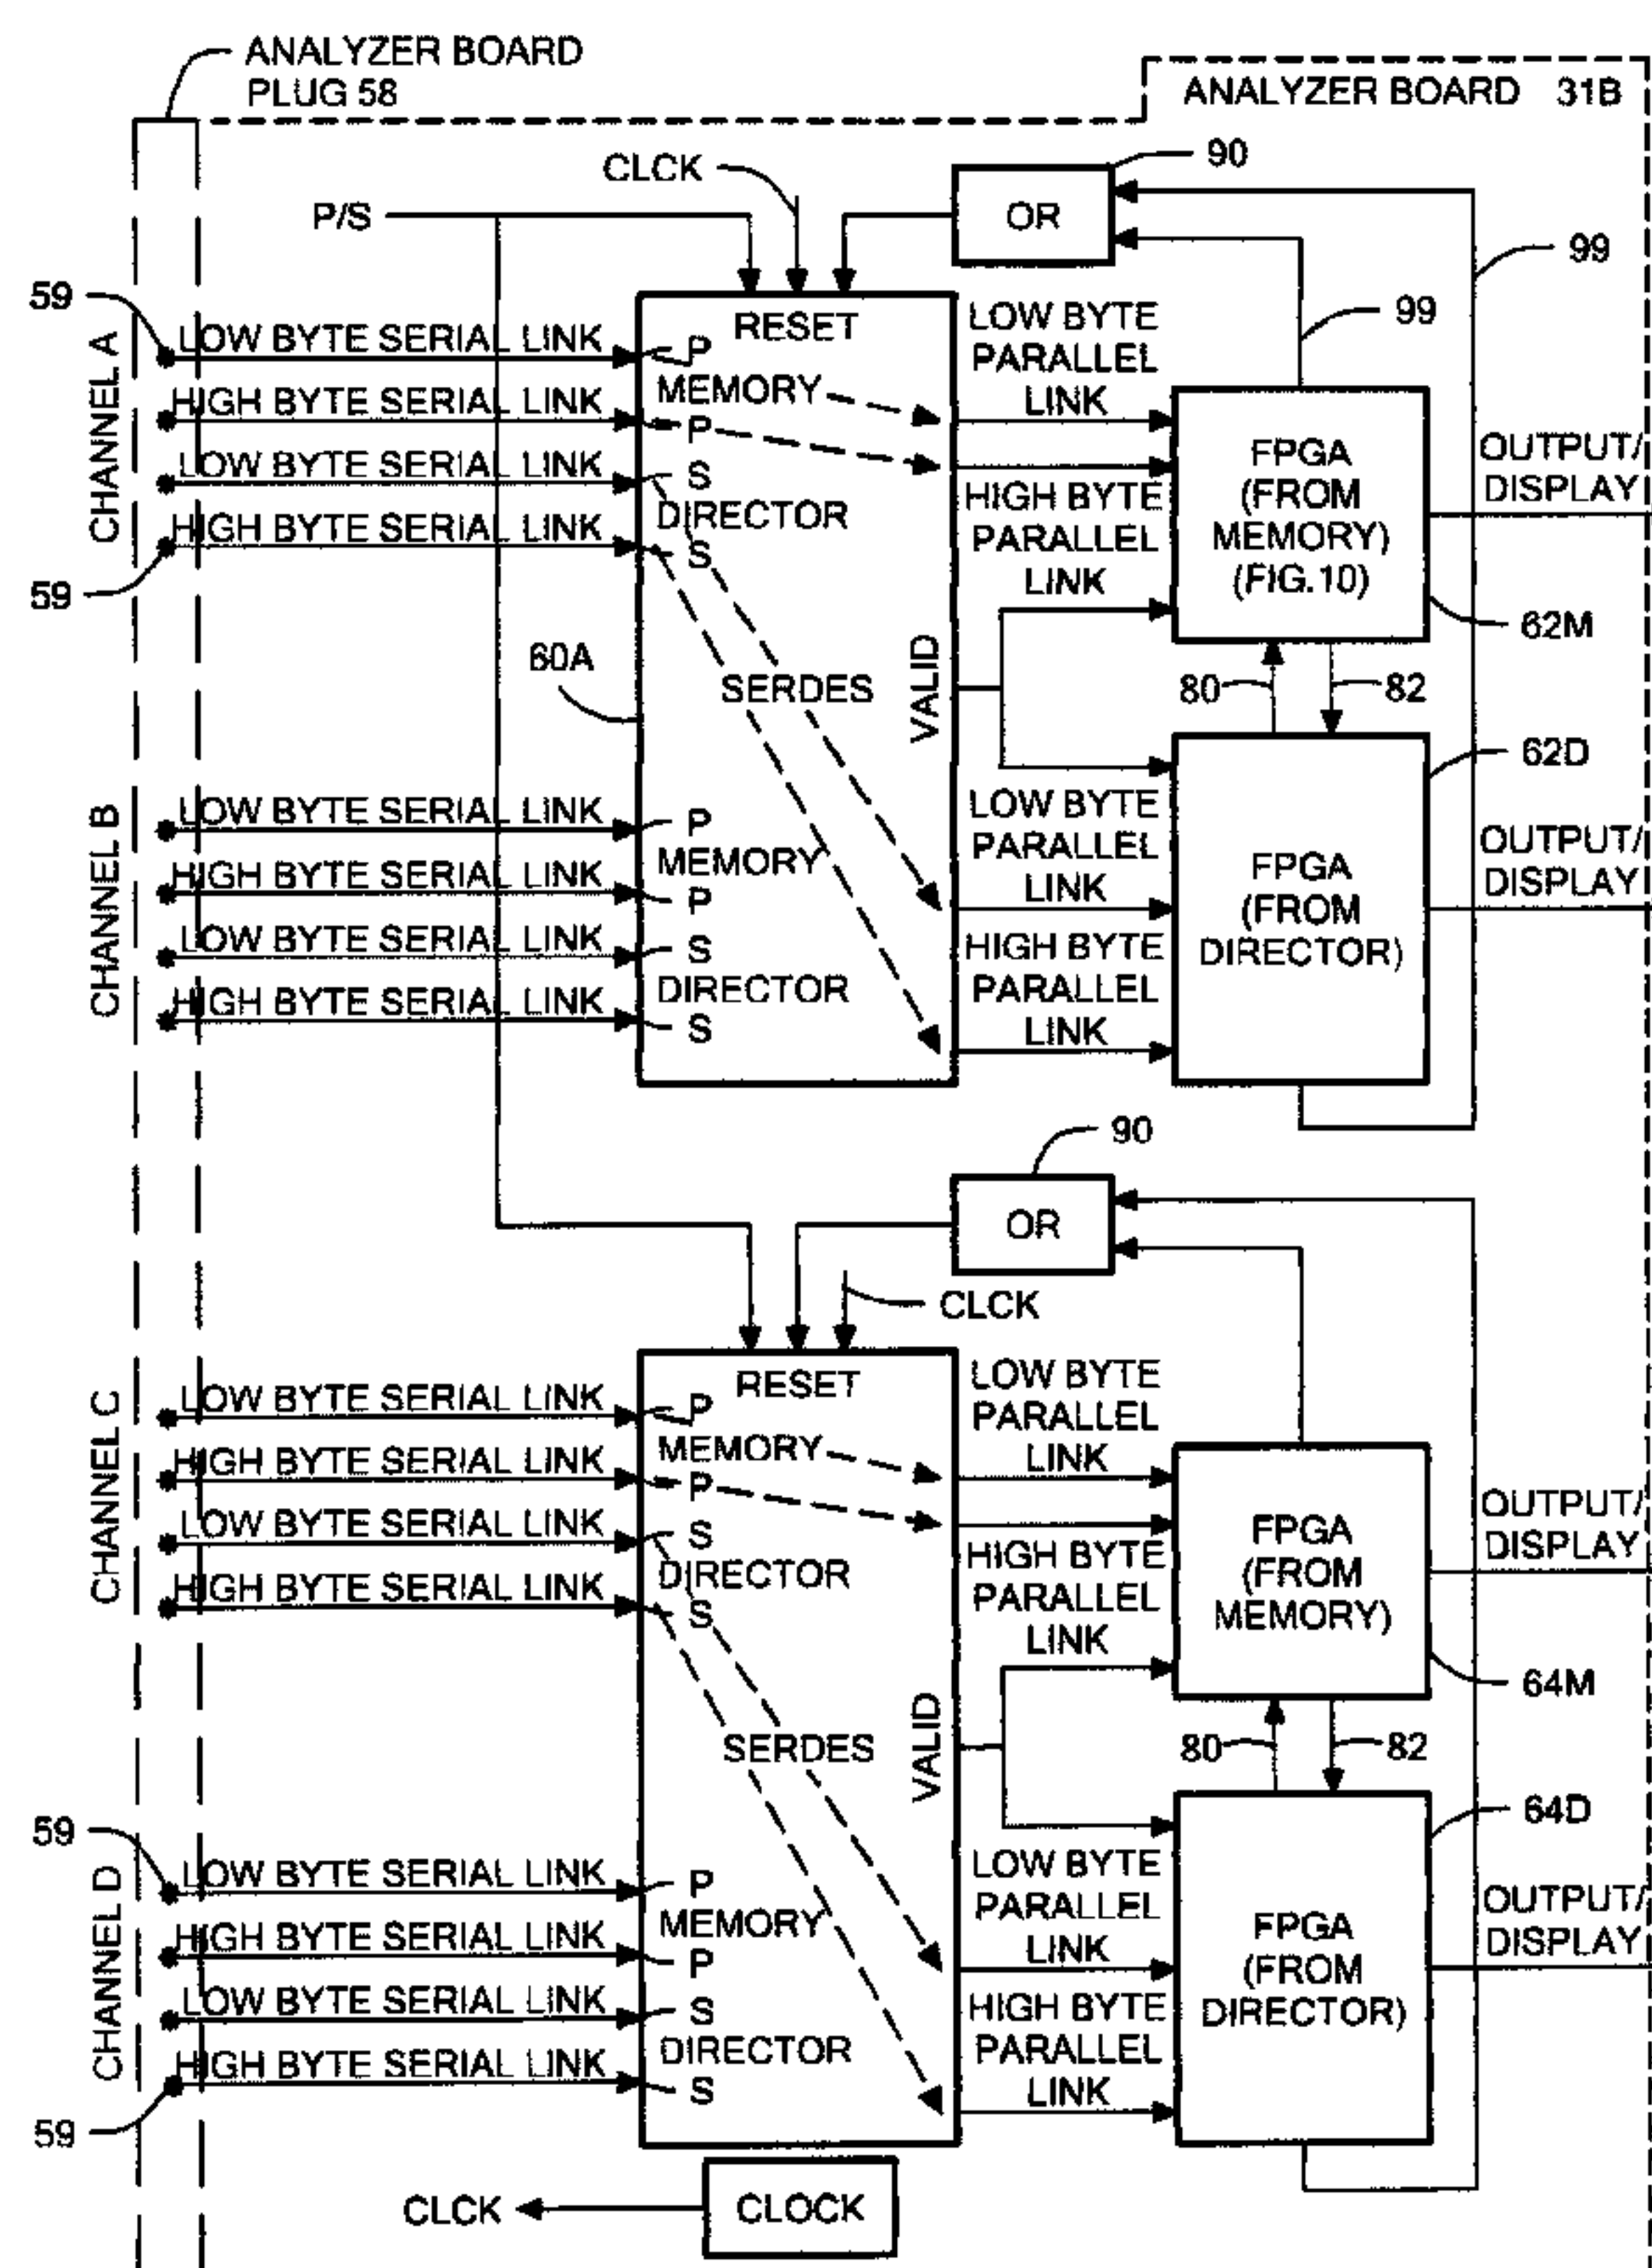 ANALYZER BOARD
PLUG 58
ANALYZER BOARD 31B
CLCK
90
P/S
OR
99
99
59
CHANNEL A
LOW BYTE SERIAL LINK
HIGH BYTE SERIAL LINK
LOW BYTE SERIAL LINK
HIGH BYTE SERIAL LINK
59
RESET
P
MEMORY
P
S
DIRECTOR
S
LOW BYTE
PARALLEL
LINK
HIGH BYTE
PARALLEL
LINK
FPGA
(FROM
MEMORY)
(FIG.10)
OUTPUT/
DISPLAY
62M
60A
SERDES
VALID
80
82
62D
CHANNEL B
LOW BYTE SERIAL LINK
HIGH BYTE SERIAL LINK
LOW BYTE SERIAL LINK
HIGH BYTE SERIAL LINK
P
MEMORY
P
S
DIRECTOR
S
LOW BYTE
PARALLEL
LINK
HIGH BYTE
PARALLEL
LINK
FPGA
(FROM
DIRECTOR)
OUTPUT/
DISPLAY
90
OR
CLCK
CHANNEL C
LOW BYTE SERIAL LINK
HIGH BYTE SERIAL LINK
LOW BYTE SERIAL LINK
HIGH BYTE SERIAL LINK
RESET
P
MEMORY
P
S
DIRECTOR
S
LOW BYTE
PARALLEL
LINK
HIGH BYTE
PARALLEL
LINK
FPGA
(FROM
MEMORY)
OUTPUT/
DISPLAY
64M
SERDES
VALID
80
82
64D
59
CHANNEL D
LOW BYTE SERIAL LINK
HIGH BYTE SERIAL LINK
LOW BYTE SERIAL LINK
HIGH BYTE SERIAL LINK
59
P
MEMORY
P
S
DIRECTOR
S
LOW BYTE
PARALLEL
LINK
HIGH BYTE
PARALLEL
LINK
FPGA
(FROM
DIRECTOR)
OUTPUT/
DISPLAY
CLCK
CLOCK